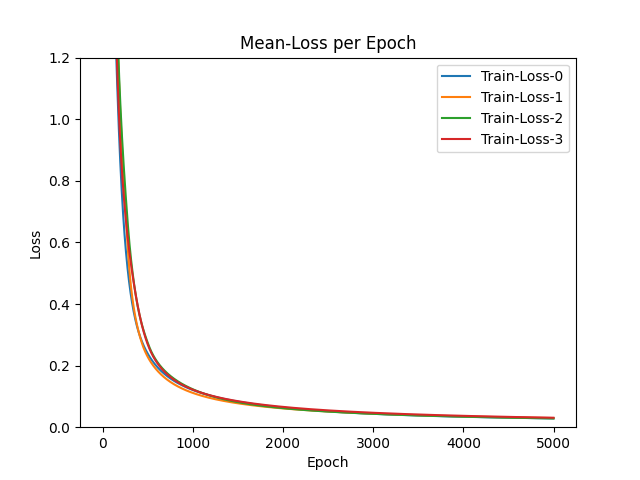 Mean-Loss per Epoch
1.2
1.0
0.8
0.6
0.4
0.2
0.0
Loss
Train-Loss-0
Train-Loss-1
Train-Loss-2
Train-Loss-3
0 1000 2000 3000 4000 5000
Epoch